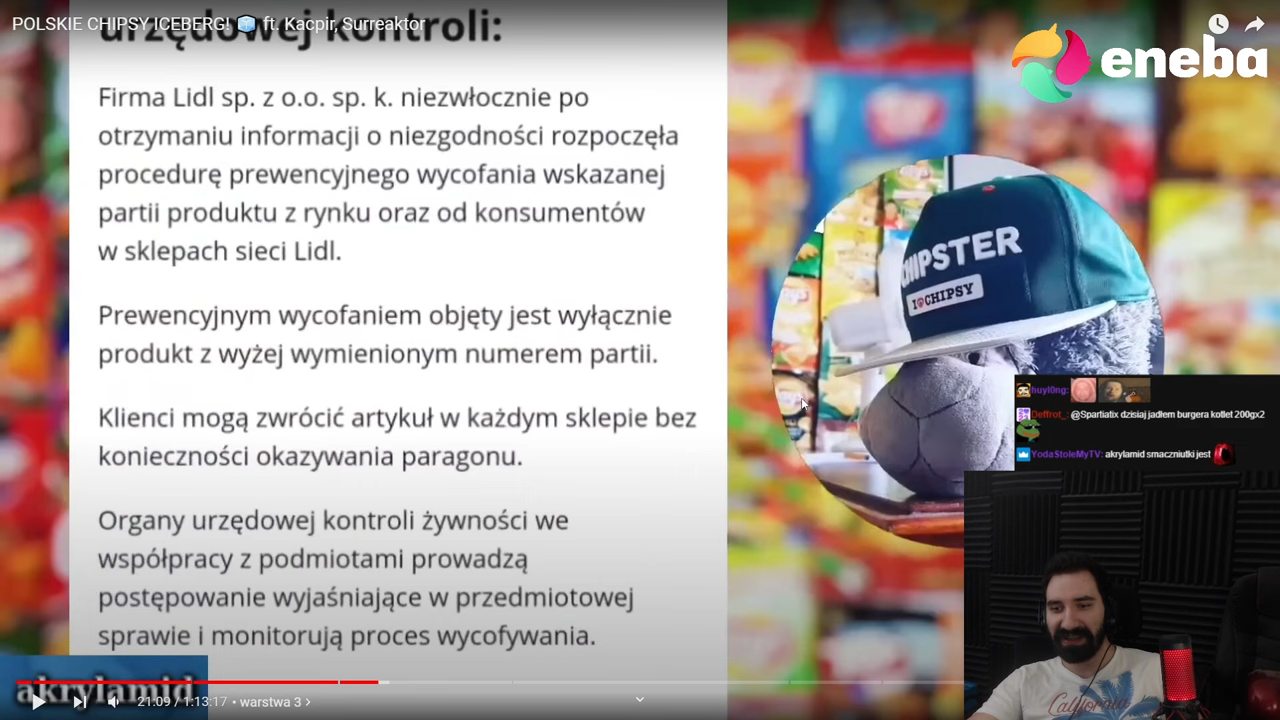 POLSKIE CHIPSY ICEBERG! 🧊 ft. Kacpir, Surreaktor
urzędowej kontroli:
eneba
Firma Lidl sp. z o.o. sp. k. niezwłocznie po
otrzymaniu informacji o niezgodności rozpoczęła
procedurę prewencyjnego wycofania wskazanej
partii produktu z rynku oraz od konsumentów
w sklepach sieci Lidl.
Prewencyjnym wycofaniem objęty jest wyłącznie
produkt z wyżej wymienionym numerem partii.
Klienci mogą zwrócić artykuł w każdym sklepie bez
konieczności okazywania paragonu.
Organy urzędowej kontroli żywności we
współpracy z podmiotami prowadzą
postępowanie wyjaśniające w przedmiotowej
sprawie i monitorują proces wycofywania.
CHIPSTER
I CHIPSY
huyl0ng:
Deffrot_: @Spartiatix dzisiaj jadłem burgera kotlet 200gx2
YodaStoleMyTV: akrylamid smaczniutki jest
California
akrylamid
21:09 / 1:13:17 • warstwa 3 >